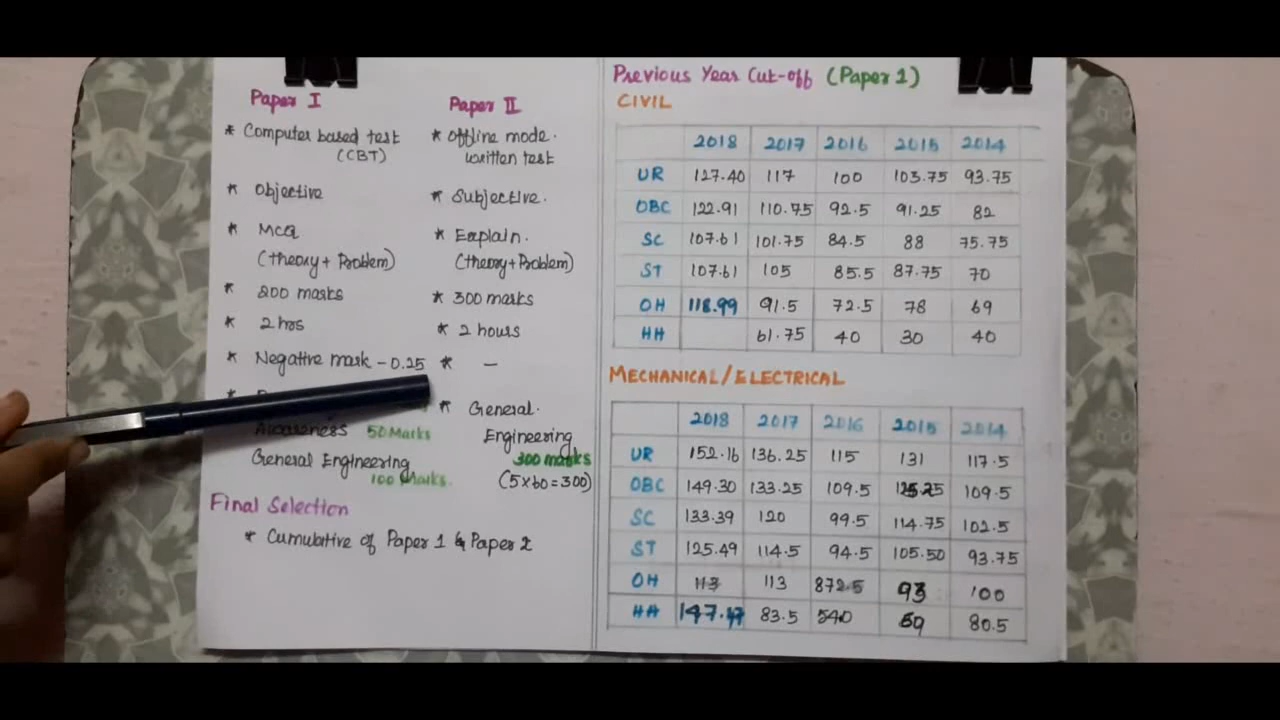 Paper I
* Computer based test
(CBT)
* Objective
* MCQ
(theory + Problem)
* 200 marks
* 2 hrs
* Negative mark - 0.25
*
Awareness 50 Marks
General Engineering
100 Marks.
Paper II
* Offline mode.
written test
* Subjective.
* Explain.
(theory + Problem)
* 300 marks
* 2 hours
* -
* General.
Engineering
300 marks
(5 x 60 = 300)
Final Selection
* Cumulative of Paper 1 & Paper 2
Previous Year Cut-off (Paper 1)
CIVIL
2018 2017 2016 2015 2014
UR 127.40 117 100 103.75 93.75
OBC 122.91 110.75 92.5 91.25 82
SC 107.61 101.75 84.5 88 75.75
ST 107.61 105 85.5 87.75 70
OH 118.99 91.5 72.5 78 69
HH 61.75 40 30 40
MECHANICAL/ELECTRICAL
2018 2017 2016 2015 2014
UR 152.16 136.25 115 131 117.5
OBC 149.30 133.25 109.5 109.5
SC 133.39 120 99.5 114.75 102.5
ST 125.49 114.5 94.5 105.50 93.75
OH 113 113 872.5 93 100
HH 147.17 83.5 540 80.5